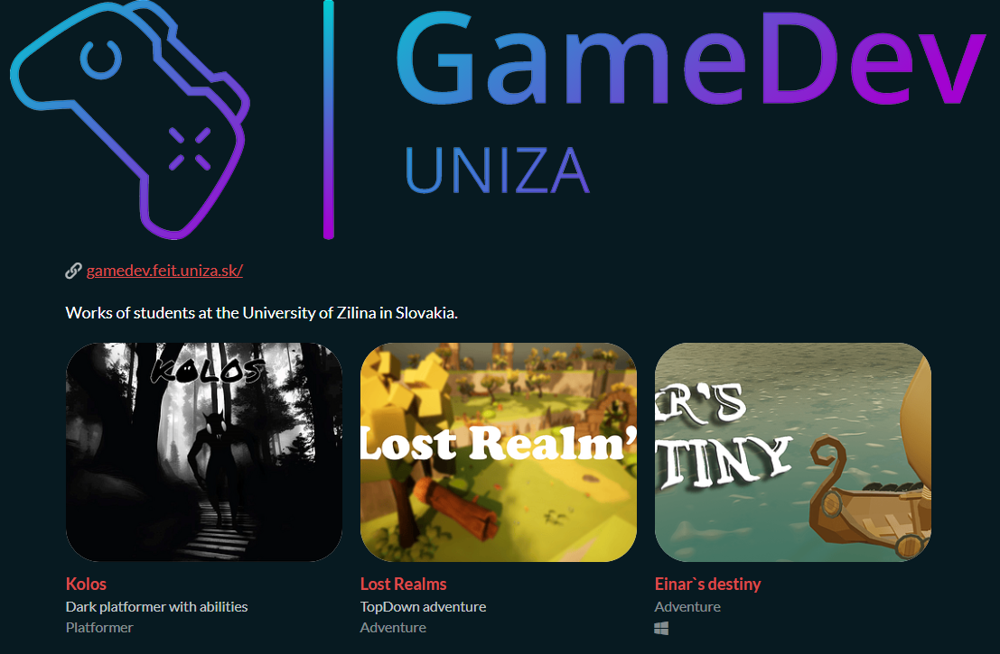 GameDev
UNIZA
gamedev.feit.uniza.sk/
Works of students at the University of Zilina in Slovakia.
KOLOS
Lost Realm'
R'S
TINY
Kolos
Lost Realms
Einar`s destiny
Dark platformer with abilities
TopDown adventure
Adventure
Platformer
Adventure